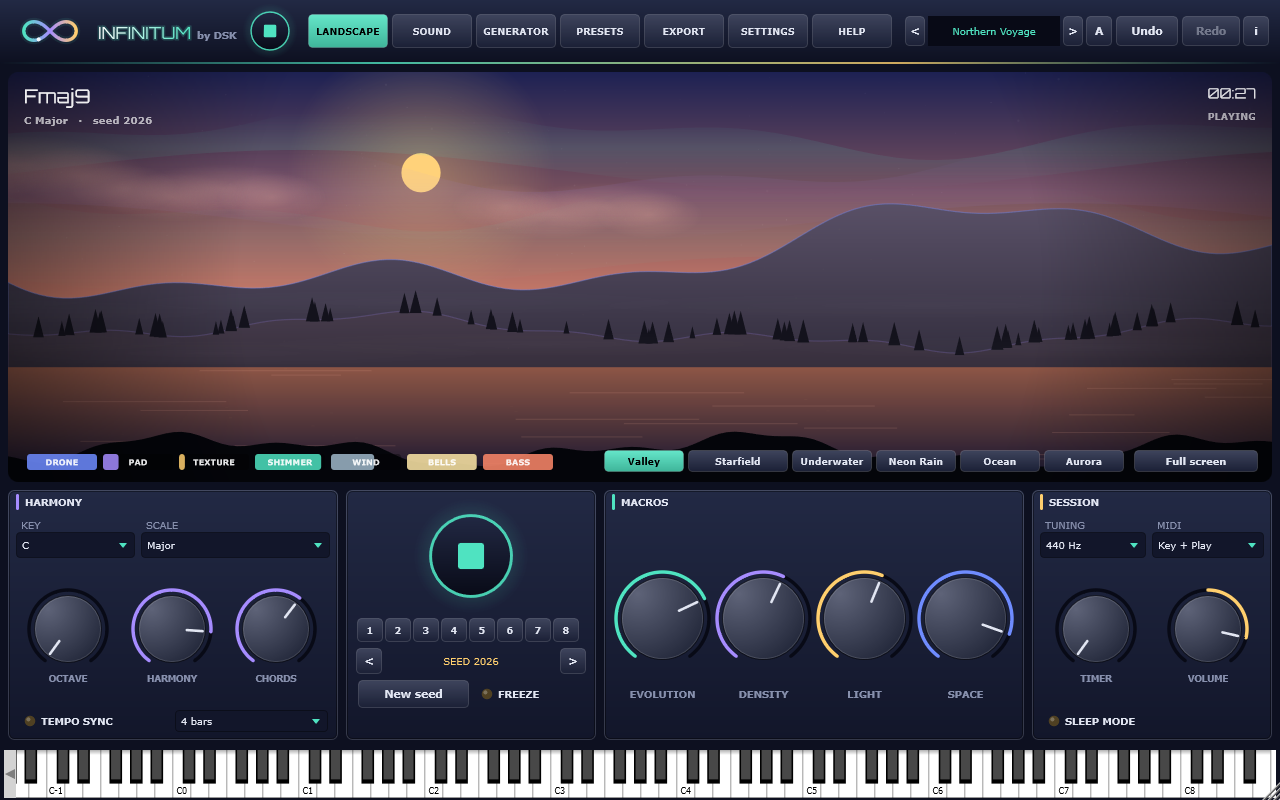 INFINITUM by DSK
LANDSCAPE
SOUND
GENERATOR
PRESETS
EXPORT
SETTINGS
HELP
<
Northern Voyage
>
A
Undo
Redo
i
Fmaj9
C Major · seed 2026
00:27
PLAYING
DRONE
PAD
TEXTURE
SHIMMER
WIND
BELLS
BASS
Valley
Starfield
Underwater
Neon Rain
Ocean
Aurora
Full screen
HARMONY
KEY
SCALE
C
Major
OCTAVE
HARMONY
CHORDS
TEMPO SYNC
4 bars
1 2 3 4 5 6 7 8
<
SEED 2026
>
New seed
FREEZE
MACROS
EVOLUTION
DENSITY
LIGHT
SPACE
SESSION
TUNING
MIDI
440 Hz
Key + Play
TIMER
VOLUME
SLEEP MODE
C-1 C0 C1 C2 C3 C4 C5 C6 C7 C8